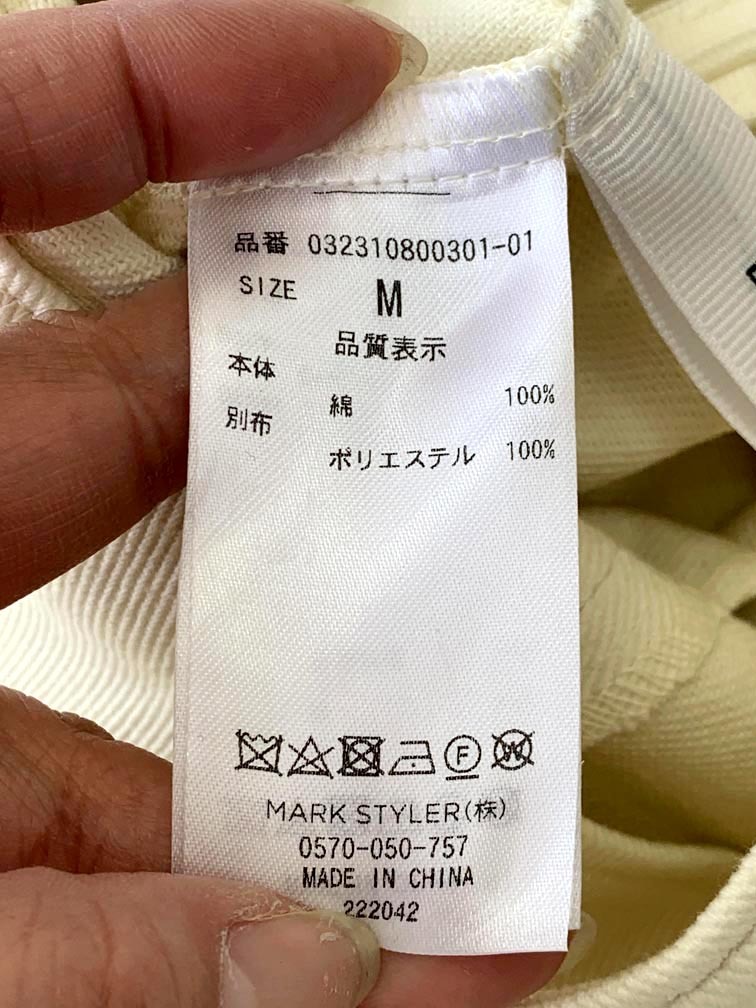 品番 032310800301-01
SIZE M
品質表示
本体 綿 100%
別布 ポリエステル 100%
F W
MARK STYLER(株)
0570-050-757
MADE IN CHINA
222042